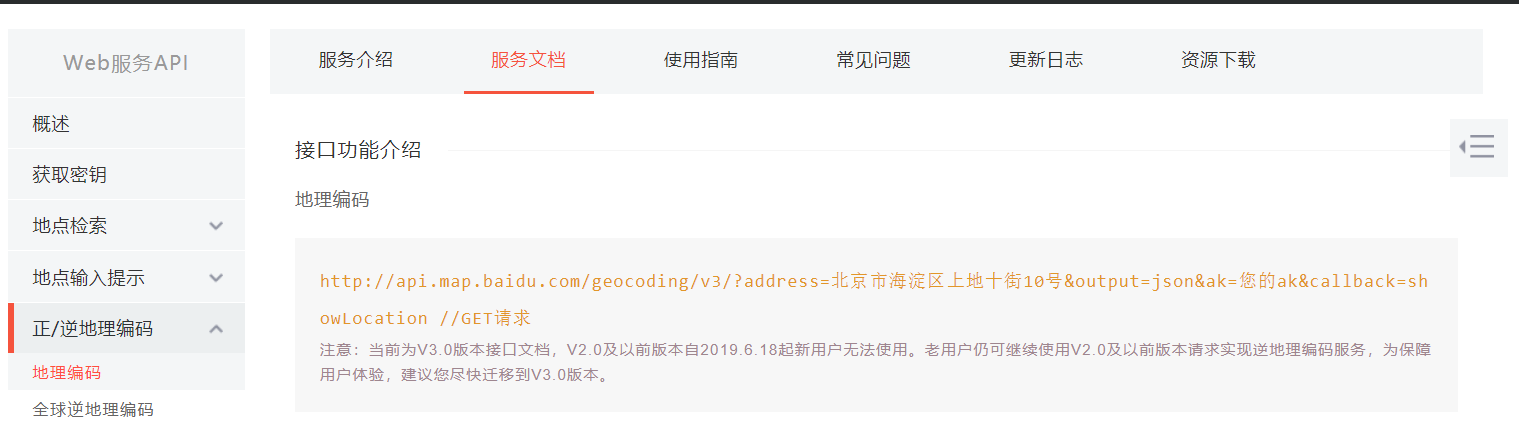 Web服务API
概述
获取密钥
地点检索
地点输入提示
正/逆地理编码
地理编码
全球逆地理编码
服务介绍 服务文档 使用指南 常见问题 更新日志 资源下载
接口功能介绍
地理编码
http://api.map.baidu.com/geocoding/v3/?address=北京市海淀区上地十街10号&output=json&ak=您的ak&callback=sh
owLocation //GET请求
注意：当前为V3.0版本接口文档，V2.0及以前版本自2019.6.18起新用户无法使用。老用户仍可继续使用V2.0及以前版本请求实现逆地理编码服务，为保障
用户体验，建议您尽快迁移到V3.0版本。